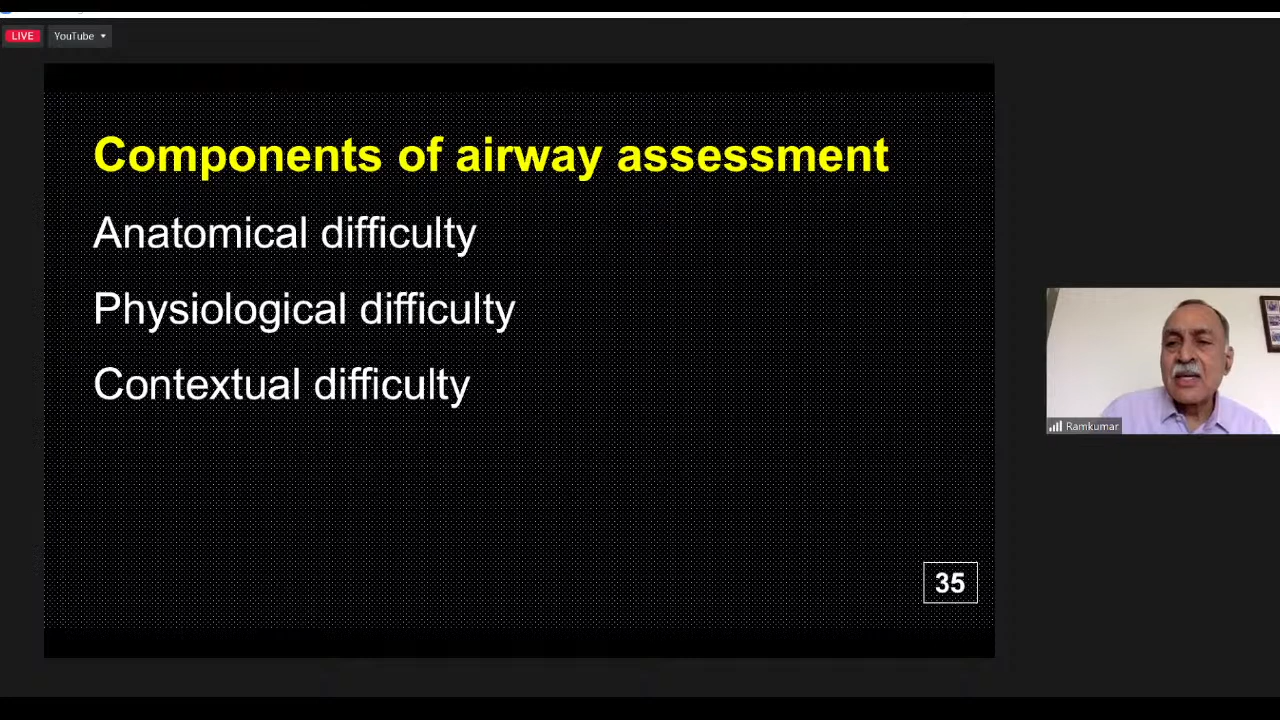 LIVE
YouTube
Components of airway assessment
Anatomical difficulty
Physiological difficulty
Contextual difficulty
Ramkumar
35